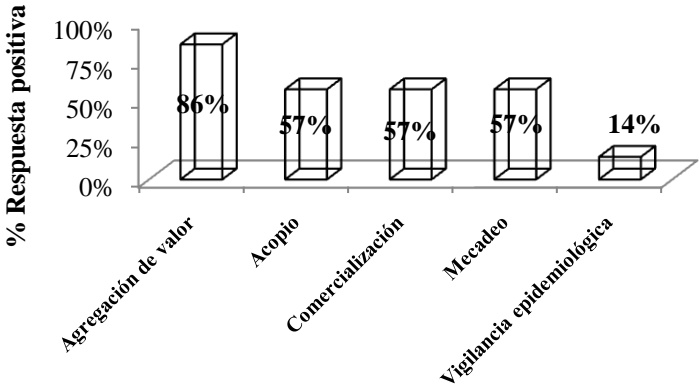 % Respuesta positiva
100%
75%
50%
25%
0%
86%
57%
57%
57%
14%
Agregación de valor
Acopio
Comercialización
Mecadeo
Vigilancia epidemiológica